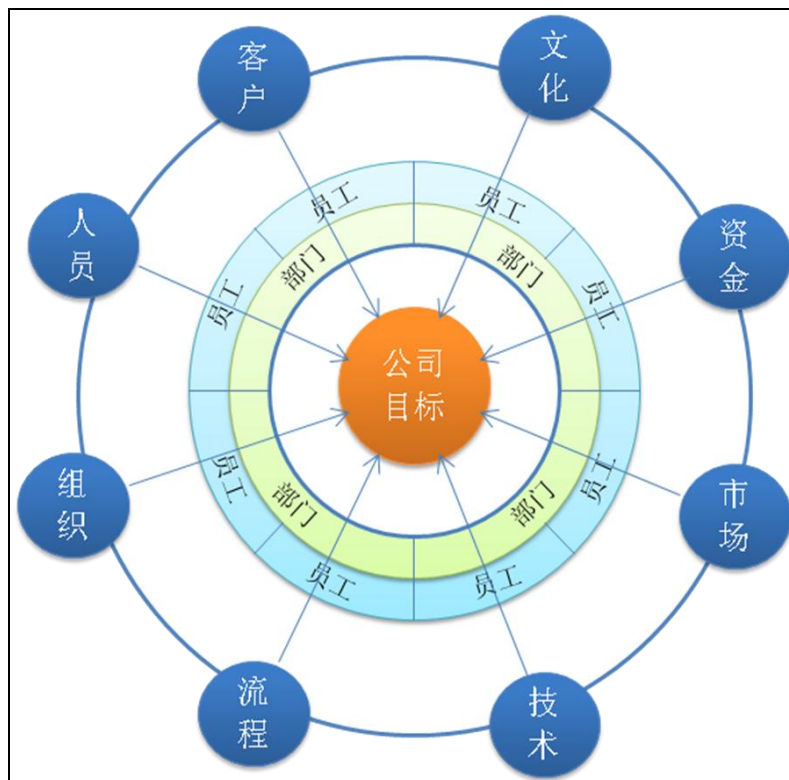 客户
文化
员工
员工
人员
部门
部门
资金
员工
员工
公司
目标
组织
员工
部门
部门
员工
市场
员工
员工
流程
技术